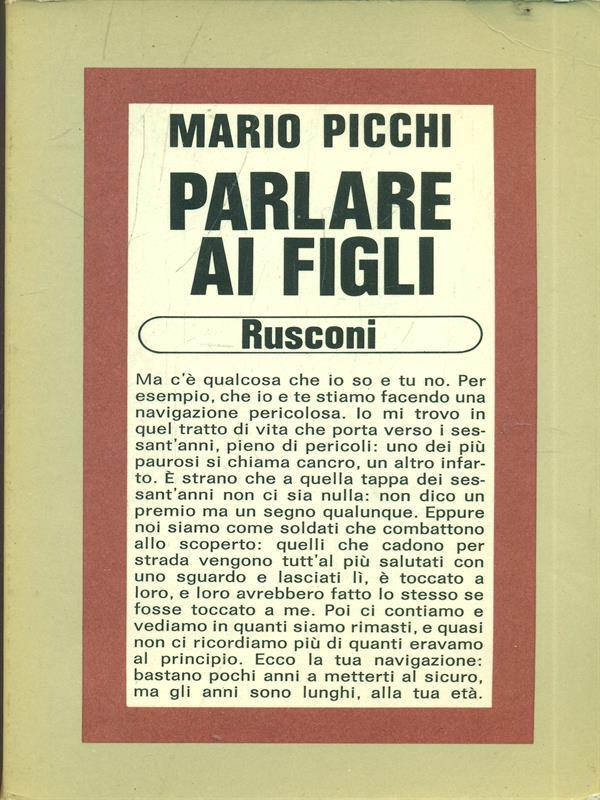 MARIO PICCHI
PARLARE
AI FIGLI
Rusconi
Ma c'è qualcosa che io so e tu no. Per
esempio, che io e te stiamo facendo una
navigazione pericolosa. Io mi trovo in
quel tratto di vita che porta verso i ses-
sant'anni, pieno di pericoli: uno dei più
paurosi si chiama cancro, un altro infar-
to. È strano che a quella tappa dei ses-
sant'anni non ci sia nulla: non dico un
premio ma un segno qualunque. Eppure
noi siamo come soldati che combattono
allo scoperto: quelli che cadono per
strada vengono tutt'al più salutati con
uno sguardo e lasciati lì, è toccato a
loro, e loro avrebbero fatto lo stesso se
fosse toccato a me. Poi ci contiamo e
vediamo in quanti siamo rimasti, e quasi
non ci ricordiamo più di quanti eravamo
al principio. Ecco la tua navigazione:
bastano pochi anni a metterti al sicuro,
ma gli anni sono lunghi, alla tua età.